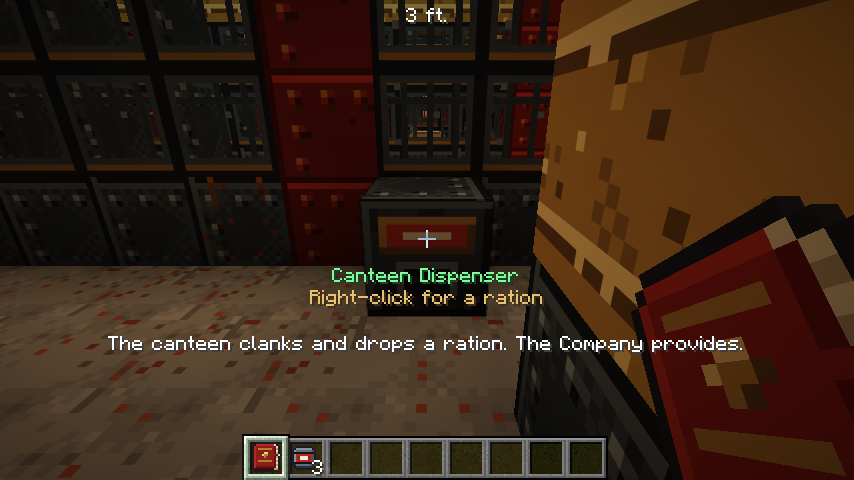 3 ft.
Canteen Dispenser
Right-click for a ration
The canteen clanks and drops a ration. The Company provides.
3